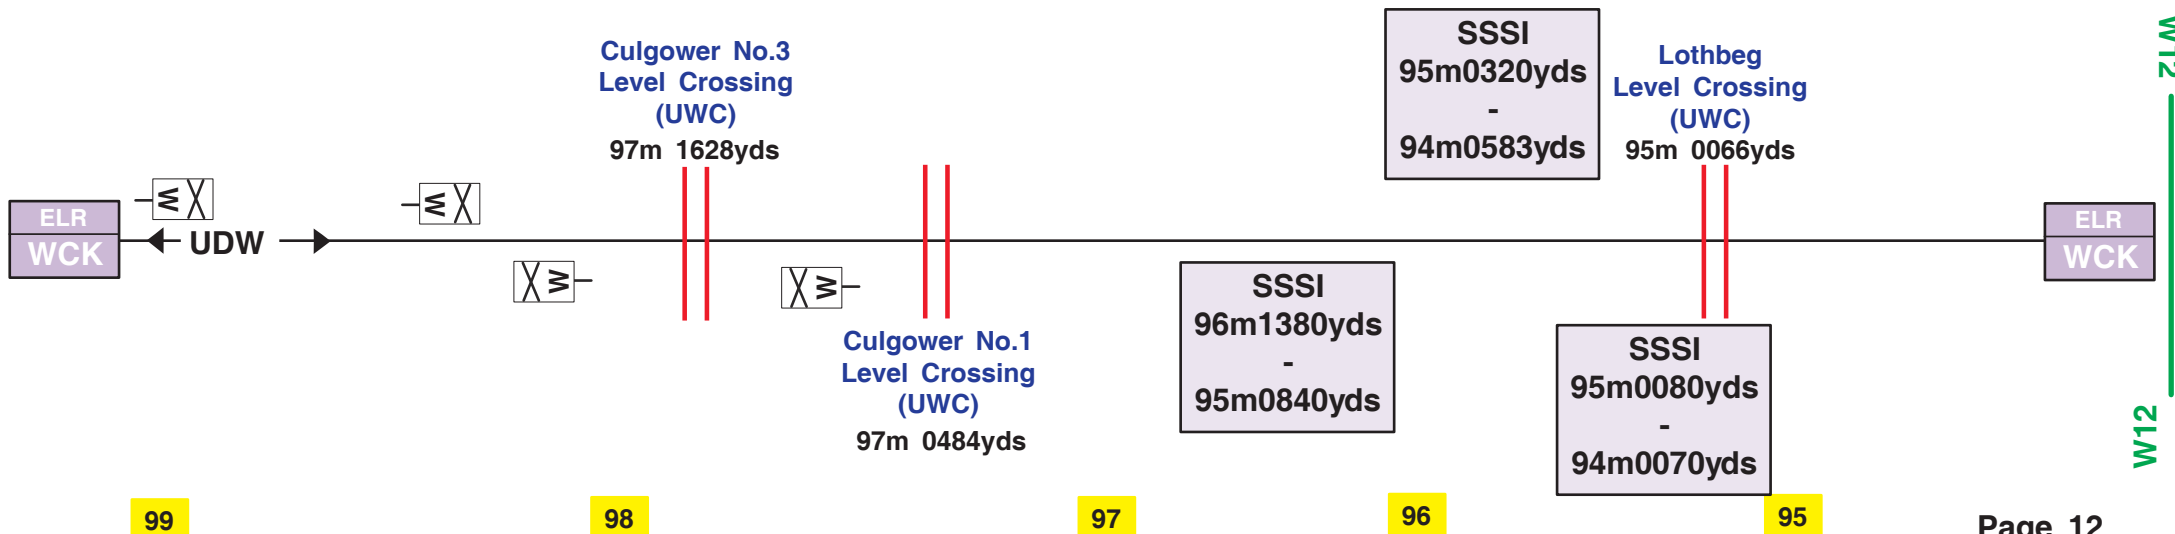 Culgower No.3
Level Crossing
(UWC)
97m 1628yds
SSSI
95m0320yds
-
94m0583yds
Lothbeg
Level Crossing
(UWC)
95m 0066yds
W12
ELR
WCK
W
W
UDW
W
W
ELR
WCK
Culgower No.1
Level Crossing
(UWC)
97m 0484yds
SSSI
96m1380yds
-
95m0840yds
SSSI
95m0080yds
-
94m0070yds
W12
99
98
97
96
95
Page 12